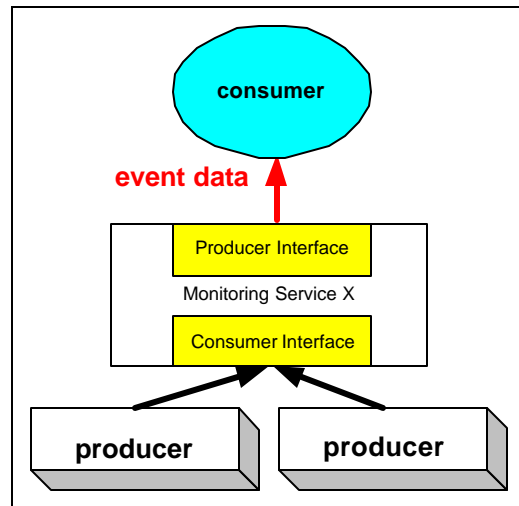 consumer
event data
Producer Interface
Monitoring Service X
Consumer Interface
producer
producer